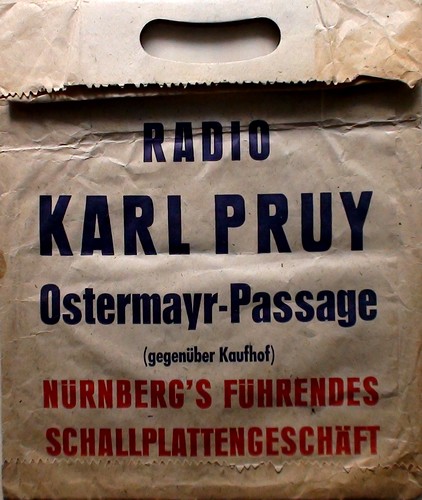 RADIO
KARL PRUY
Ostermayr-Passage
(gegenüber Kaufhof)
NÜRNBERG'S FÜHRENDES
SCHALLPLATTENGESCHÄFT